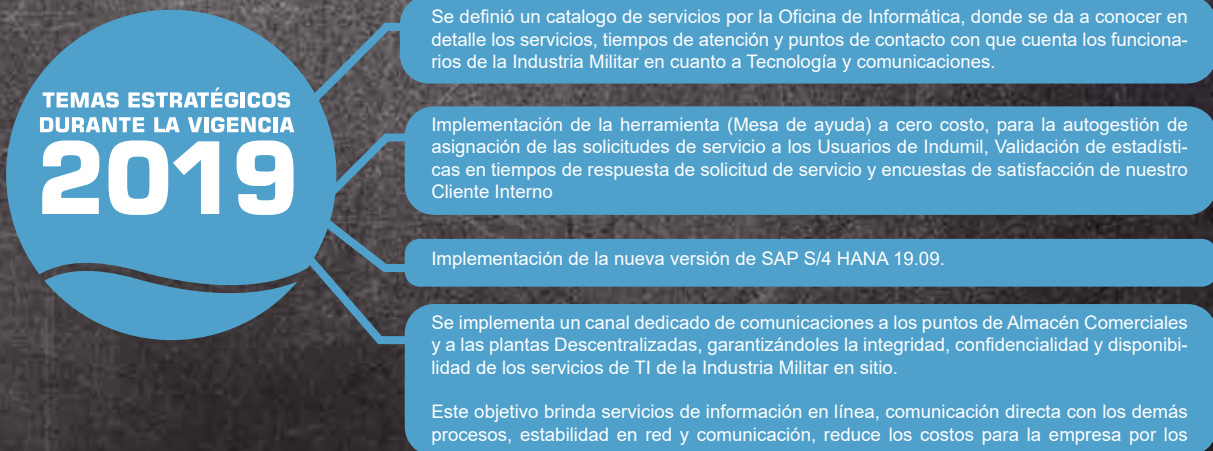 TEMAS ESTRATÉGICOS
DURANTE LA VIGENCIA
2019
Se definió un catalogo de servicios por la Oficina de Informática, donde se da a conocer en
detalle los servicios, tiempos de atención y puntos de contacto con que cuenta los funciona-
rios de la Industria Militar en cuanto a Tecnología y comunicaciones.
Implementación de la herramienta (Mesa de ayuda) a cero costo, para la autogestión de
asignación de las solicitudes de servicio a los Usuarios de Indumil, Validación de estadísti-
cas en tiempos de respuesta de solicitud de servicio y encuestas de satisfacción de nuestro
Cliente Interno
Implementación de la nueva versión de SAP S/4 HANA 19.09.
Se implementa un canal dedicado de comunicaciones a los puntos de Almacén Comerciales
y a las plantas Descentralizadas, garantizándoles la integridad, confidencialidad y disponibi-
lidad de los servicios de TI de la Industria Militar en sitio.
Este objetivo brinda servicios de información en línea, comunicación directa con los demás
procesos, estabilidad en red y comunicación, reduce los costos para la empresa por los